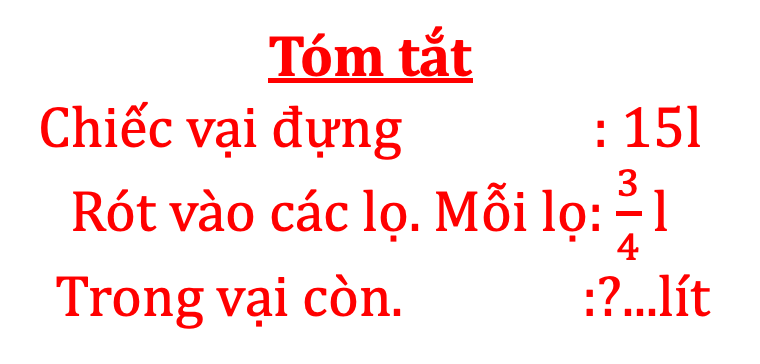 Tóm tắt
Chiếc vại đựng : 15l
Rót vào các lọ. Mỗi lọ: 3/4 l
Trong vại còn. :?...lít